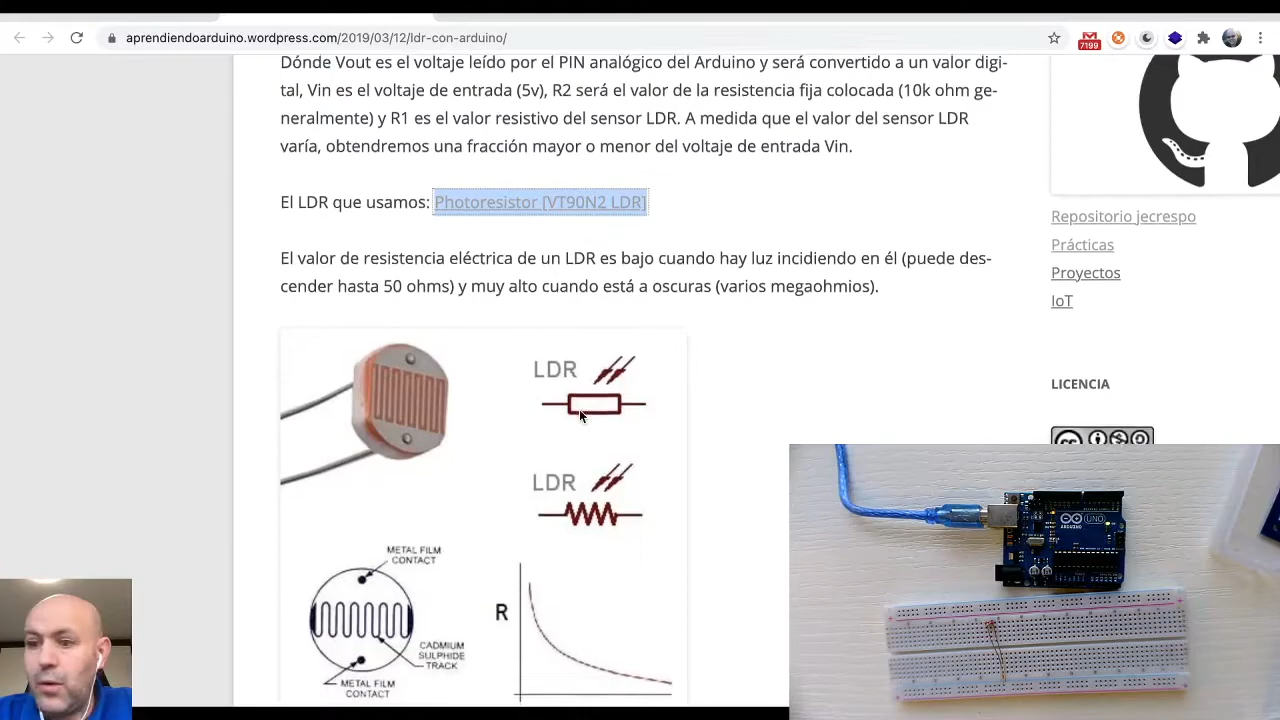 aprendiendoarduino.wordpress.com/2019/03/12/ldr-con-arduino/
7199
Dónde Vout es el voltaje leído por el PIN analógico del Arduino y será convertido a un valor digi-
tal, Vin es el voltaje de entrada (5v), R2 será el valor de la resistencia fija colocada (10k ohm ge-
neralmente) y R1 es el valor resistivo del sensor LDR. A medida que el valor del sensor LDR
varía, obtendremos una fracción mayor o menor del voltaje de entrada Vin.
El LDR que usamos: Photoresistor [VT90N2 LDR]
El valor de resistencia eléctrica de un LDR es bajo cuando hay luz incidiendo en él (puede des-
cender hasta 50 ohms) y muy alto cuando está a oscuras (varios megaohmios).
LDR
LDR
METAL FILM
CONTACT
CADMIUM
SULPHIDE
TRACK
METAL FILM
CONTACT
R
Repositorio jecrespo
Prácticas
Proyectos
IoT
LICENCIA
cc
UNO
ARDUINO